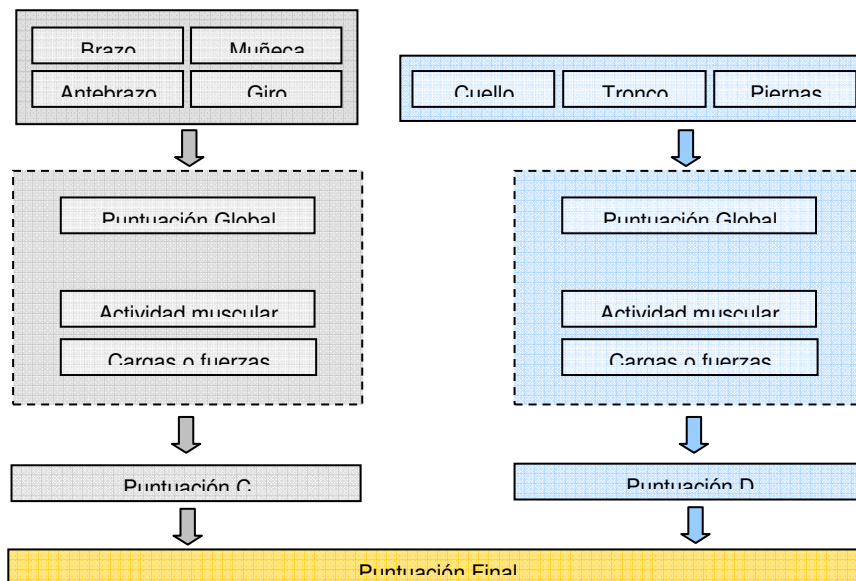 Brazo
Muñeca
Antebrazo
Giro
Cuello
Tronco
Piernas
Puntuación Global
Puntuación Global
Actividad muscular
Actividad muscular
Cargas o fuerzas
Cargas o fuerzas
Puntuación C
Puntuación D
Puntuación Final